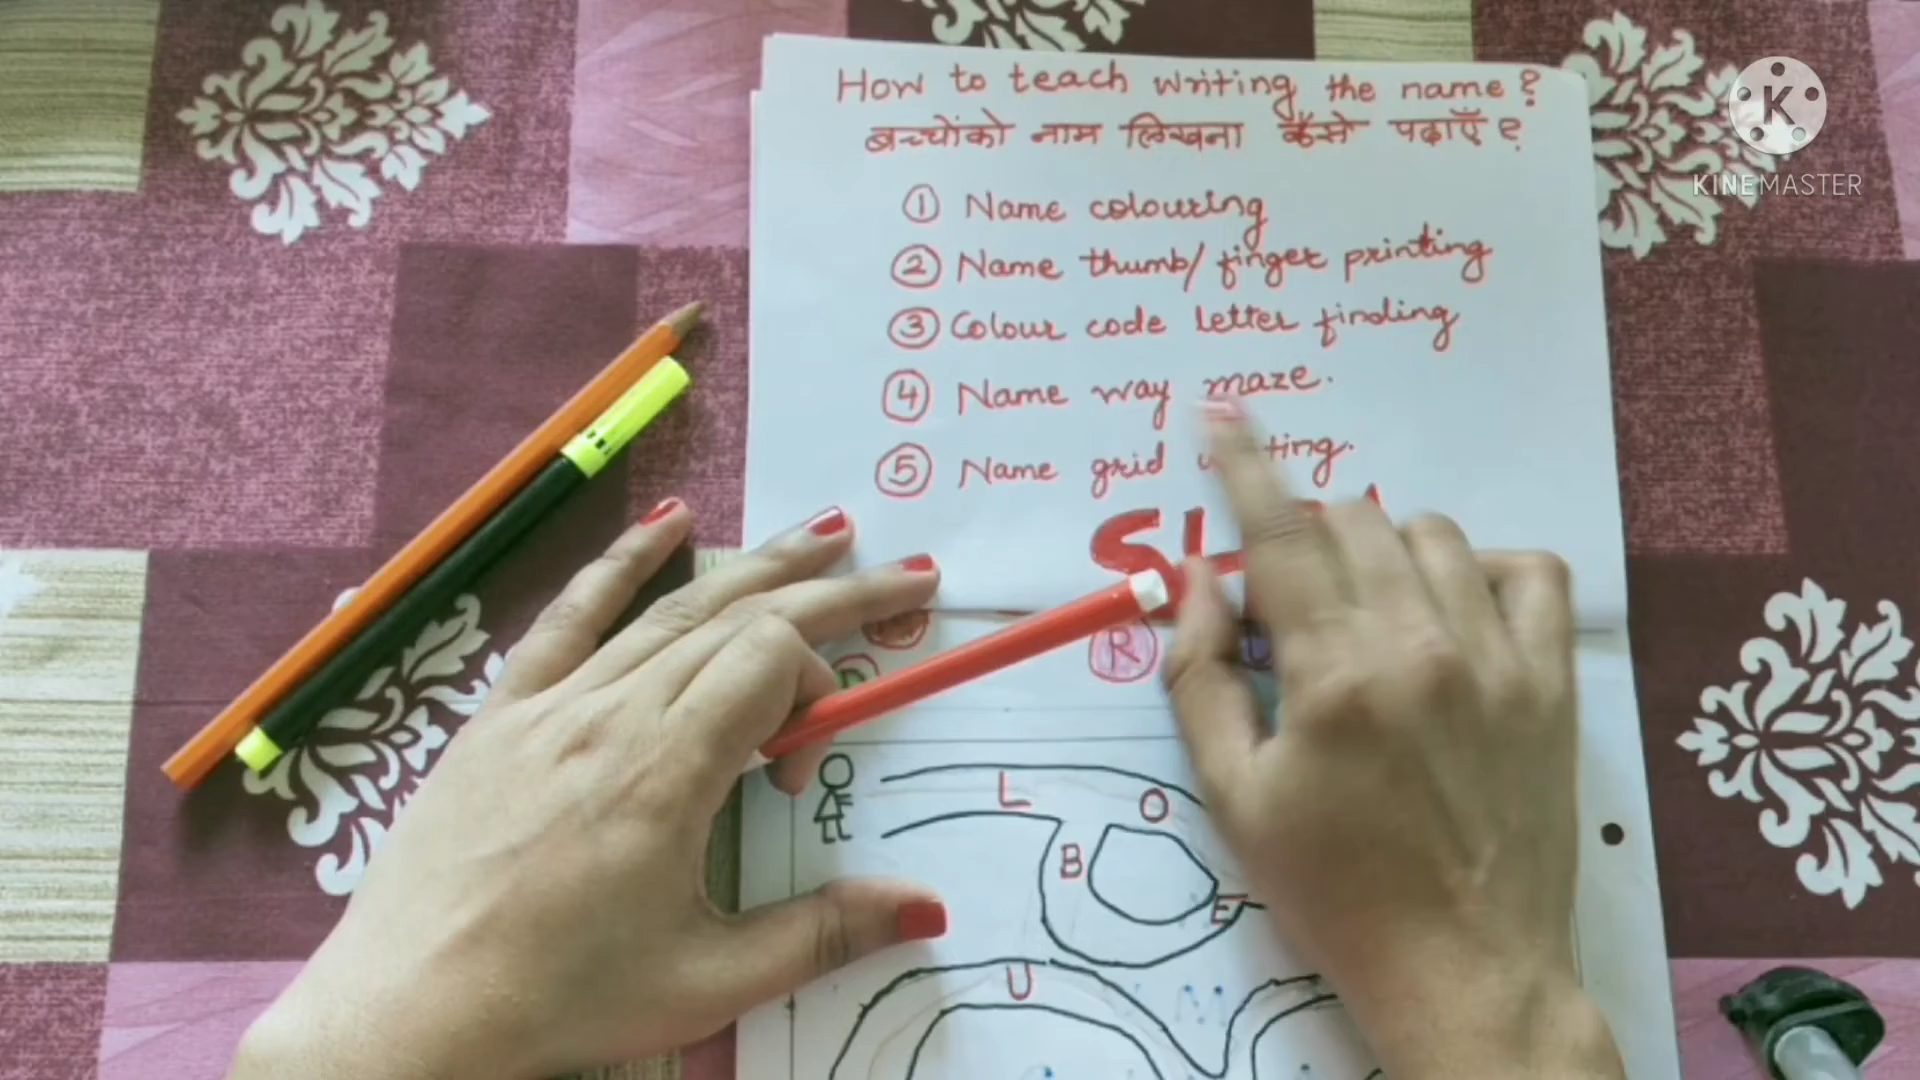 How to teach writing the name?
बच्चोंको नाम लिखना कैसे पढाएँ?
① Name colouring
② Name thumb/finger printing
③ Colour code letter finding
④ Name way maze.
⑤ Name grid
R
L
O
B
E
U
M
K
KINEMASTER